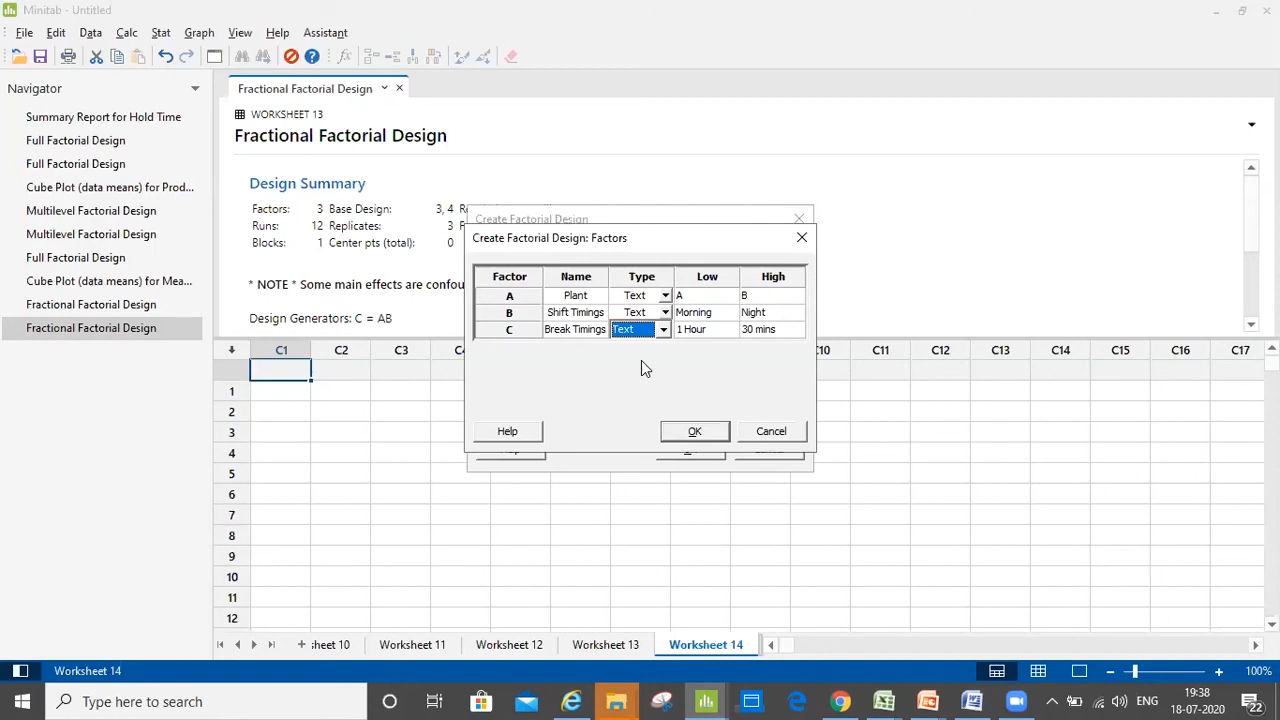 Minitab - Untitled
File Edit Data Calc Stat Graph View Help Assistant
Navigator
Summary Report for Hold Time
Full Factorial Design
Full Factorial Design
Cube Plot (data means) for Prod...
Multilevel Factorial Design
Multilevel Factorial Design
Full Factorial Design
Cube Plot (data means) for Mea...
Fractional Factorial Design
Fractional Factorial Design
Fractional Factorial Design
WORKSHEET 13
Fractional Factorial Design
Design Summary
Factors: 3 Base Design: 3, 4
Runs: 12 Replicates: 3
Blocks: 1 Center pts (total): 0
* NOTE * Some main effects are confou
Design Generators: C = AB
Create Factorial Design
Create Factorial Design: Factors
Factor Name Type Low High
A Plant Text A B
B Shift Timings Text Morning Night
C Break Timings Text 1 Hour 30 mins
Help OK Cancel
C1 C2 C3 C4 C10 C11 C12 C13 C14 C15 C16 C17
1
2
3
4
5
6
7
8
9
10
11
12
sheet 10 Worksheet 11 Worksheet 12 Worksheet 13 Worksheet 14
Worksheet 14 100%
Type here to search
ENG 19:38
18-07-2020 22